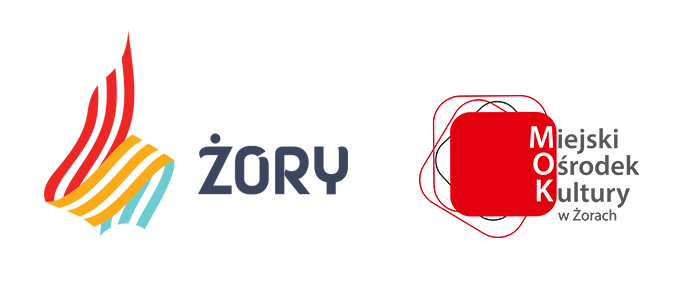 ŻORY
Miejski
Ośrodek
Kultury
w Żorach